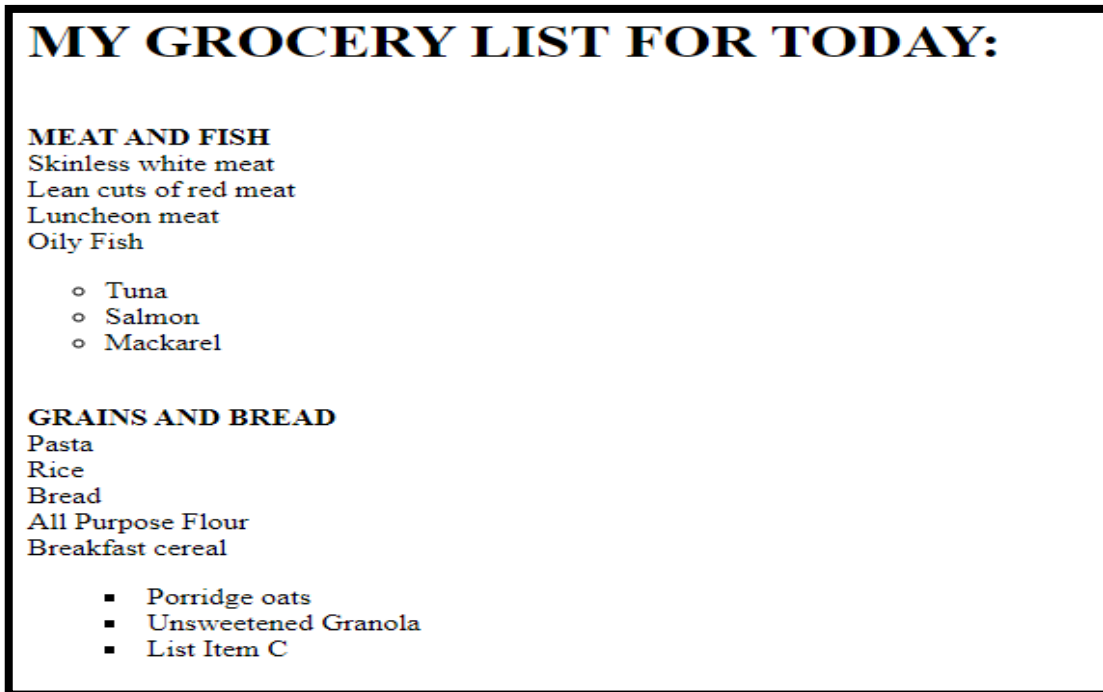 MY GROCERY LIST FOR TODAY:
MEAT AND FISH
Skinless white meat
Lean cuts of red meat
Luncheon meat
Oily Fish
Tuna
Salmon
Mackarel
GRAINS AND BREAD
Pasta
Rice
Bread
All Purpose Flour
Breakfast cereal
Porridge oats
Unsweetened Granola
List Item C